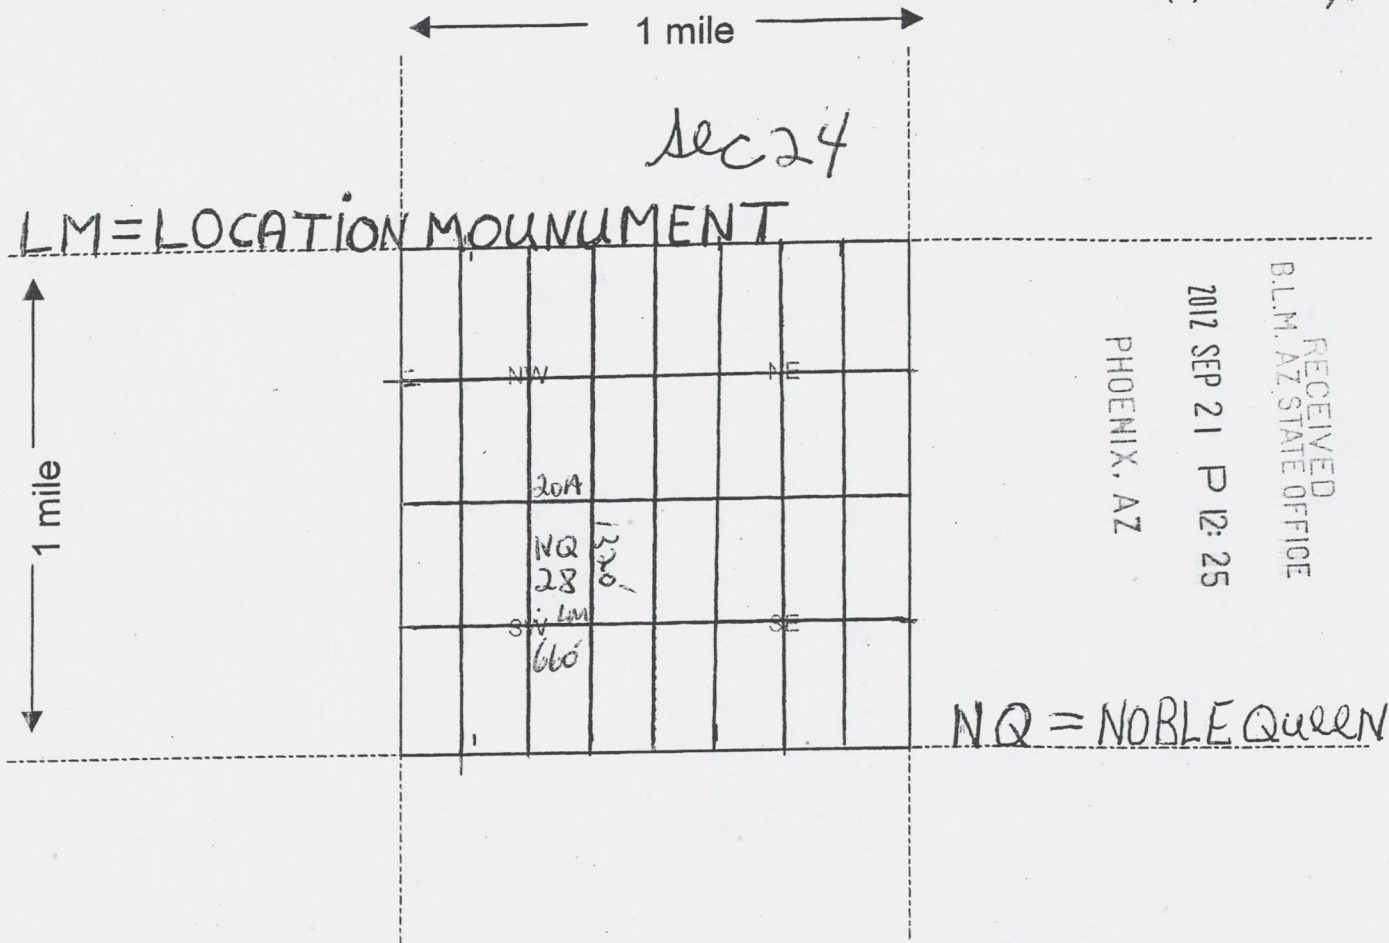 1 mile
sec 24
LM=LOCATION MOUNUMENT
NW
NE
1 mile
20A
NQ
28
1320'
LM
SW
SE
660'
NQ = NOBLE QUEEN
RECEIVED
B.L.M. AZ STATE OFFICE
2012 SEP 21 P 12:25
PHOENIX, AZ